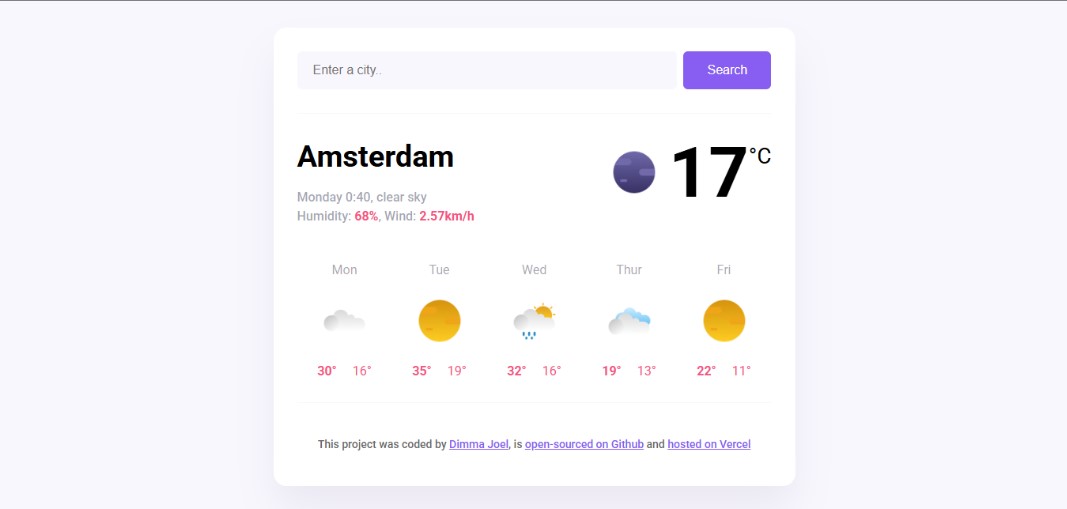 Enter a city..
Search
Amsterdam
17°C
Monday 0:40, clear sky
Humidity: 68%, Wind: 2.57km/h
Mon Tue Wed Thur Fri
30° 16° 35° 19° 32° 16° 19° 13° 22° 11°
This project was coded by Dimma Joel, is open-sourced on Github and hosted on Vercel